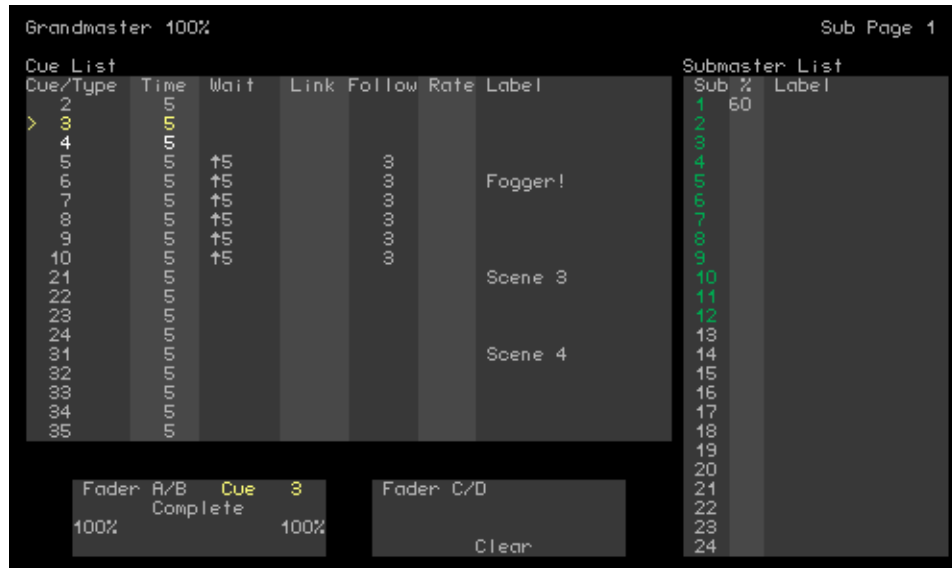 Grandmaster 100% Sub Page 1
Cue List Submaster List
Cue/Type Time Wait Link Follow Rate Label Sub % Label
2 5 1 60
> 3 5 2
4 5 3
5 5 ↑5 3 4
6 5 ↑5 3 Fogger! 5
7 5 ↑5 3 6
8 5 ↑5 3 7
9 5 ↑5 3 8
10 5 ↑5 3 9
21 5 Scene 3 10
22 5 11
23 5 12
24 5 13
31 5 Scene 4 14
32 5 15
33 5 16
34 5 17
35 5 18
19
20
Fader A/B Cue 3 Fader C/D 21
Complete 22
100% 100% 23
Clear 24